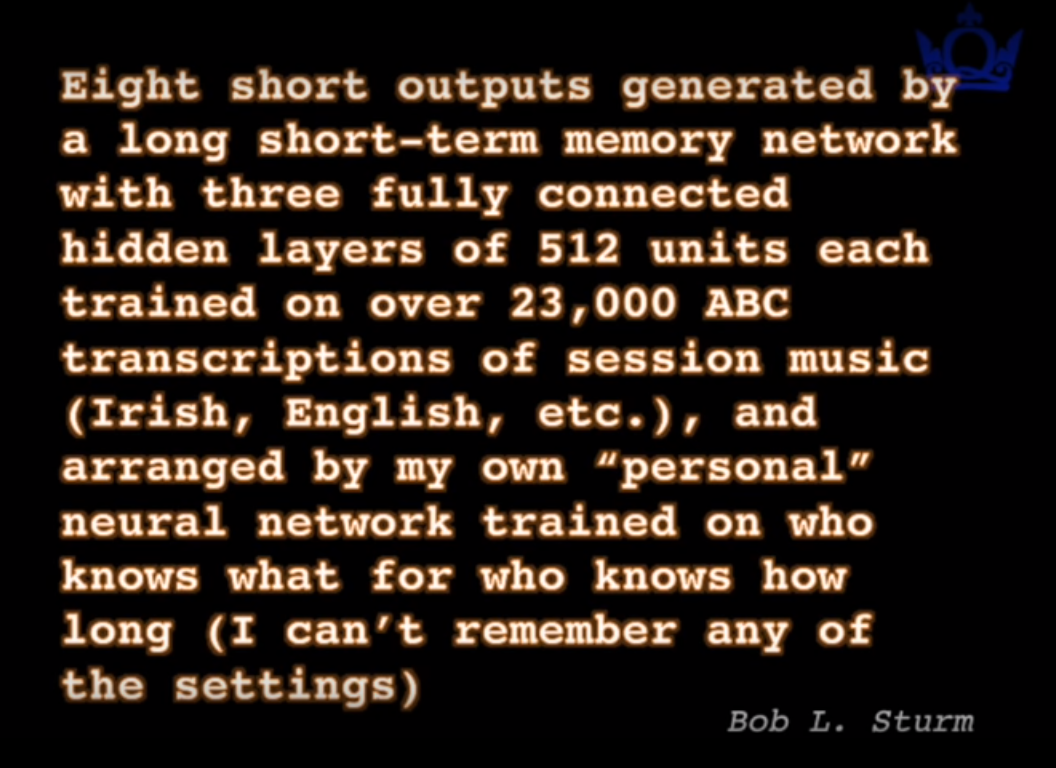 Eight short outputs generated by
a long short-term memory network
with three fully connected
hidden layers of 512 units each
trained on over 23,000 ABC
transcriptions of session music
(Irish, English, etc.), and
arranged by my own “personal”
neural network trained on who
knows what for who knows how
long (I can’t remember any of
the settings)
Bob L. Sturm